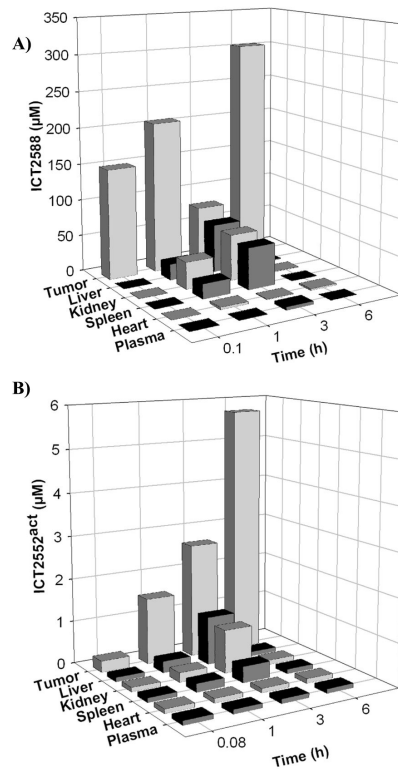 A)
ICT2588 (µM)
350
300
250
200
150
100
50
0
Tumor
Liver
Kidney
Spleen
Heart
Plasma
0.1
1
3
6
Time (h)
B)
ICT2552act (µM)
6
5
4
3
2
1
0
Tumor
Liver
Kidney
Spleen
Heart
Plasma
0.08
1
3
6
Time (h)